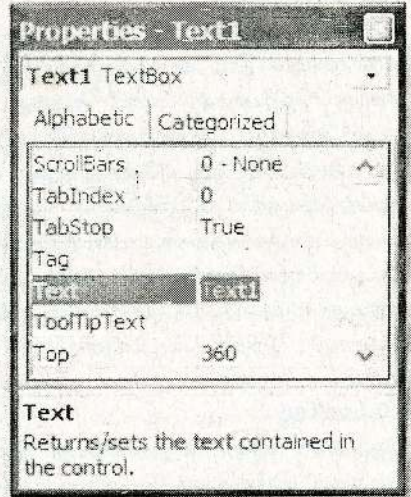 Properties - Text1
Text1 TextBox
Alphabetic Categorized
ScrollBars 0 - None
TabIndex 0
TabStop True
Tag
Text Text1
ToolTipText
Top 360
Text
Returns/sets the text contained in
the control.